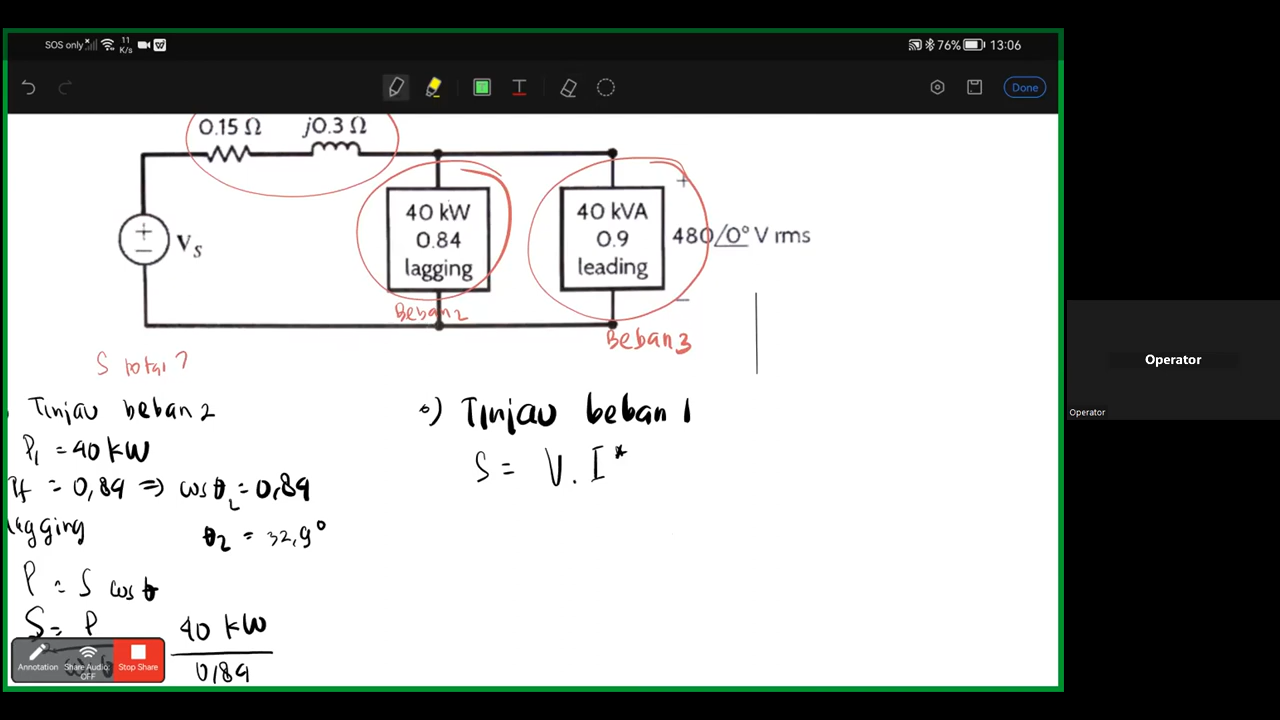 SOS only
11
K/s
W
76%
13:06
T
Done
0.15 Ω
j0.3 Ω
+
−
Vs
40 kW
0.84
lagging
40 kVA
0.9
leading
+
480/0° V rms
−
Beban 2
Beban 3
S total ?
Tinjau beban 2
P₁ = 40 kW
Pf = 0,84 => cos θ₂ = 0,84
lagging
θ₂ = 32,9°
P = S cos θ
S = P
40 kW
0,84
•) Tinjau beban 1
S = V. I*
Annotation
Share Audio: OFF
Stop Share
Operator
Operator